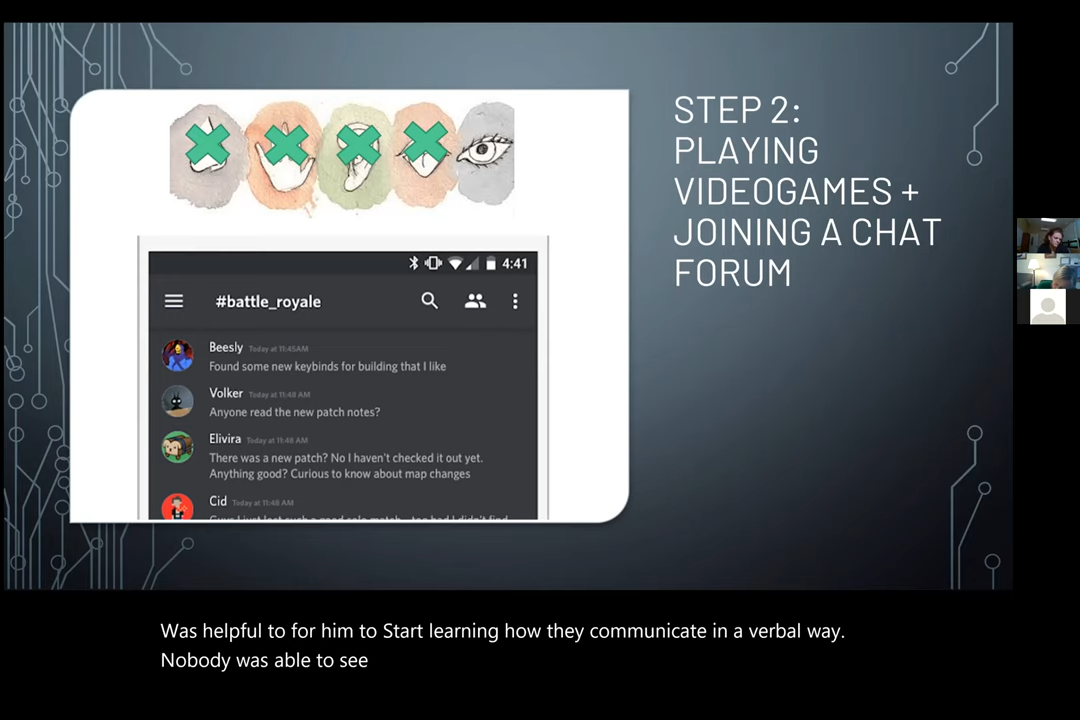 STEP 2:
PLAYING
VIDEOGAMES +
JOINING A CHAT
FORUM
4:41
#battle_royale
Beesly Today at 11:45AM
Found some new keybinds for building that I like
Volker Today at 11:48 AM
Anyone read the new patch notes?
Elivira Today at 11:48 AM
There was a new patch? No I haven't checked it out yet.
Anything good? Curious to know about map changes
Cid Today at 11:48 AM
Was helpful to for him to Start learning how they communicate in a verbal way.
Nobody was able to see